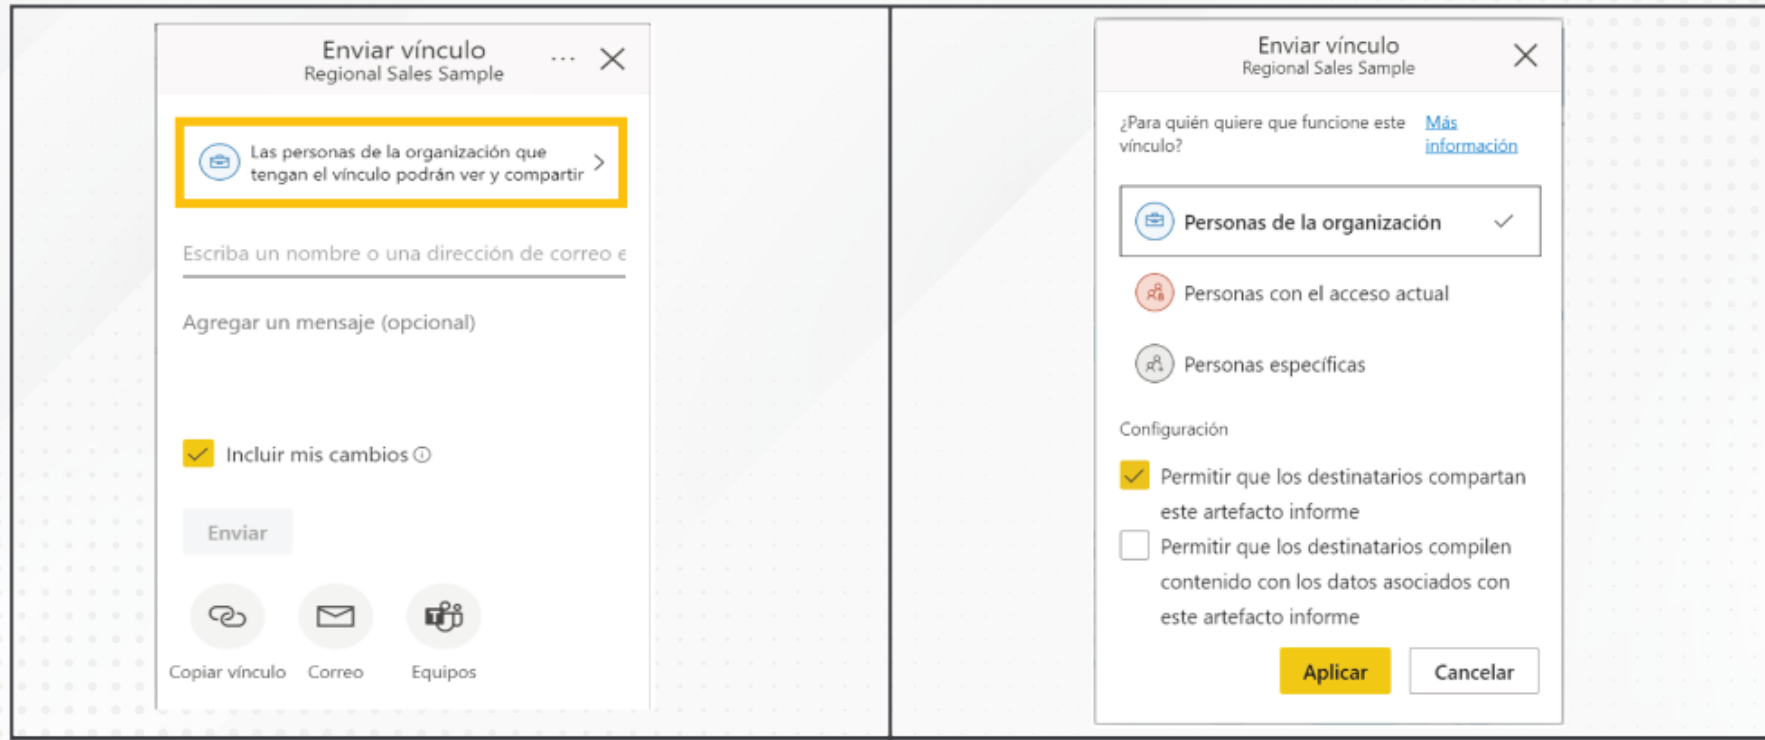 Enviar vínculo
Regional Sales Sample
Las personas de la organización que
tengan el vínculo podrán ver y compartir
Escriba un nombre o una dirección de correo e
Agregar un mensaje (opcional)
Incluir mis cambios
Enviar
Copiar vínculo
Correo
Equipos
Enviar vínculo
Regional Sales Sample
¿Para quién quiere que funcione este
vínculo?
Más
información
Personas de la organización
Personas con el acceso actual
Personas específicas
Configuración
Permitir que los destinatarios compartan
este artefacto informe
Permitir que los destinatarios compilen
contenido con los datos asociados con
este artefacto informe
Aplicar
Cancelar